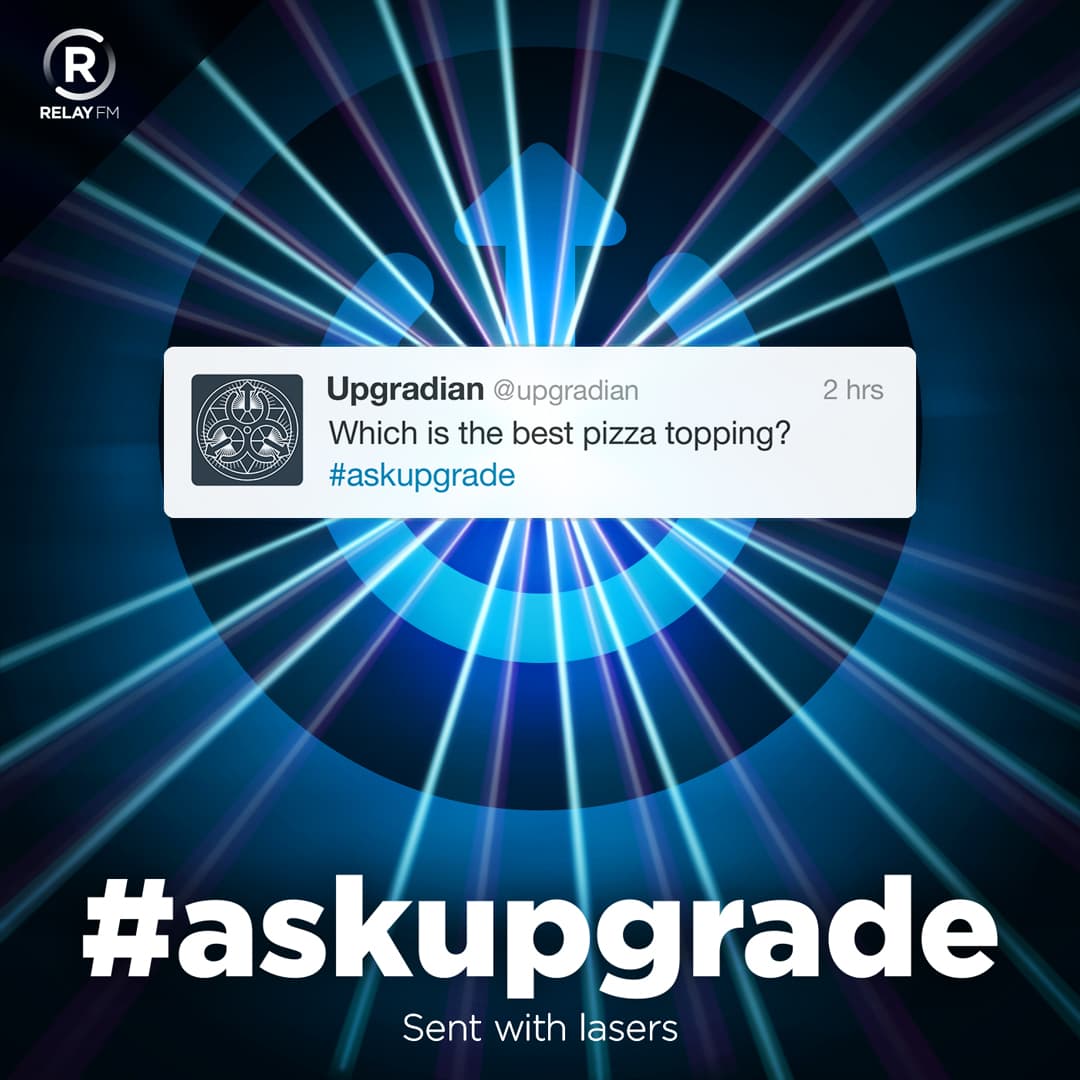 R
RELAY FM
Upgradian @upgradian 2 hrs
Which is the best pizza topping?
#askupgrade
#askupgrade
Sent with lasers